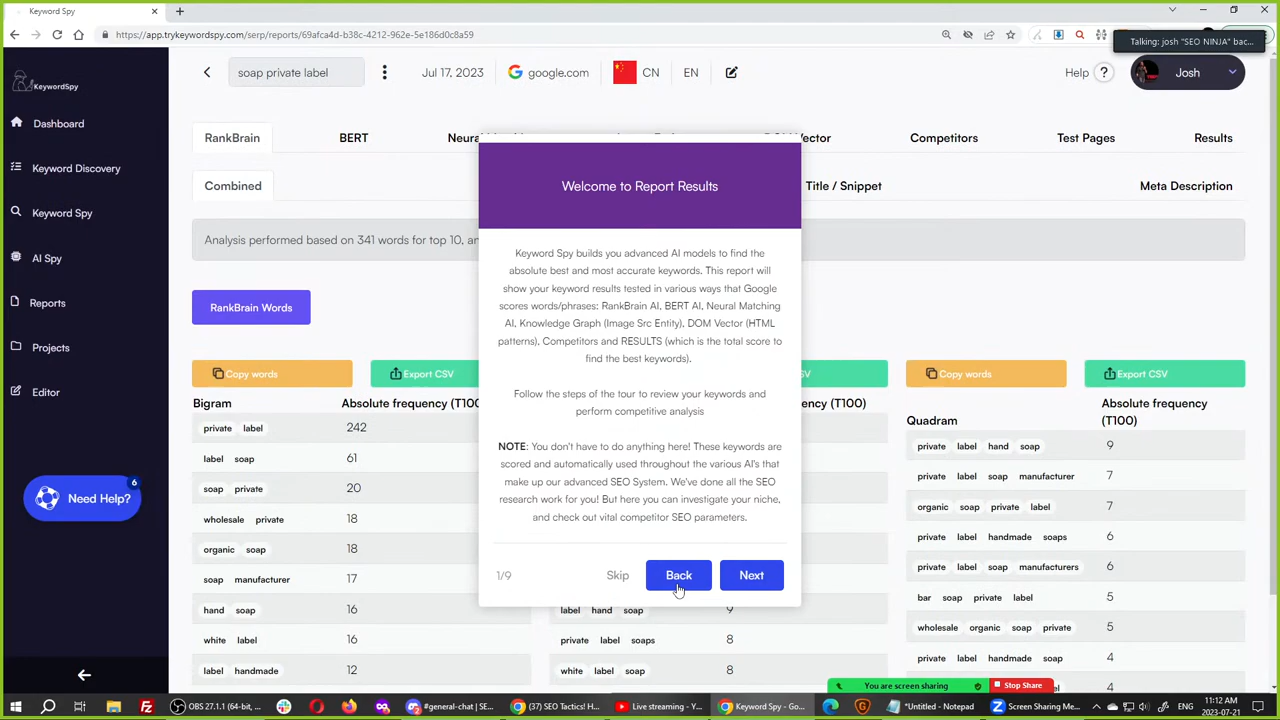 Keyword Spy
https://app.trykeywordspy.com/serp/reports/69afca4d-b38c-4212-962e-5e186d0c8a59
Talking: josh "SEO NINJA" bac...
KeywordSpy
soap private label
Jul 17, 2023
google.com
CN
EN
Help ?
Josh
Dashboard
Keyword Discovery
Keyword Spy
AI Spy
Reports
Projects
Editor
Need Help?
6
RankBrain
BERT
Vector
Competitors
Test Pages
Results
Combined
Title / Snippet
Meta Description
Analysis performed based on 341 words for top 10, an
RankBrain Words
Copy words
Export CSV
SV
Copy words
Export CSV
Bigram
Absolute frequency (T100
private label 242
label soap 61
soap private 20
wholesale private 18
organic soap 18
soap manufacturer 17
hand soap 16
white label 16
label handmade 12
equency (T100)
label hand soap 9
private label soaps 8
white label soap 8
Quadram
Absolute frequency (T100)
private label hand soap 9
private label soap manufacturer 7
organic soap private label 7
private label handmade soaps 6
private label soap manufacturers 6
bar soap private label 5
wholesale organic soap private 5
private label handmade soap 4
4
Welcome to Report Results
Keyword Spy builds you advanced AI models to find the
absolute best and most accurate keywords. This report will
show your keyword results tested in various ways that Google
scores words/phrases: RankBrain AI, BERT AI, Neural Matching
AI, Knowledge Graph (Image Src Entity), DOM Vector (HTML
patterns), Competitors and RESULTS (which is the total score to
find the best keywords).
Follow the steps of the tour to review your keywords and
perform competitive analysis
NOTE: You don't have to do anything here! These keywords are
scored and automatically used throughout the various AI's that
make up our advanced SEO System. We've done all the SEO
research work for you! But here you can investigate your niche,
and check out vital competitor SEO parameters.
1/9
Skip
Back
Next
You are screen sharing
Stop Share
OBS 27.1.1 (64-bit, ...
#general-chat | SE...
(37) SEO Tactics! H...
Live streaming - Y...
Keyword Spy - Go...
*Untitled - Notepad
Screen Sharing Me...
ENG
11:12 AM
2023-07-21